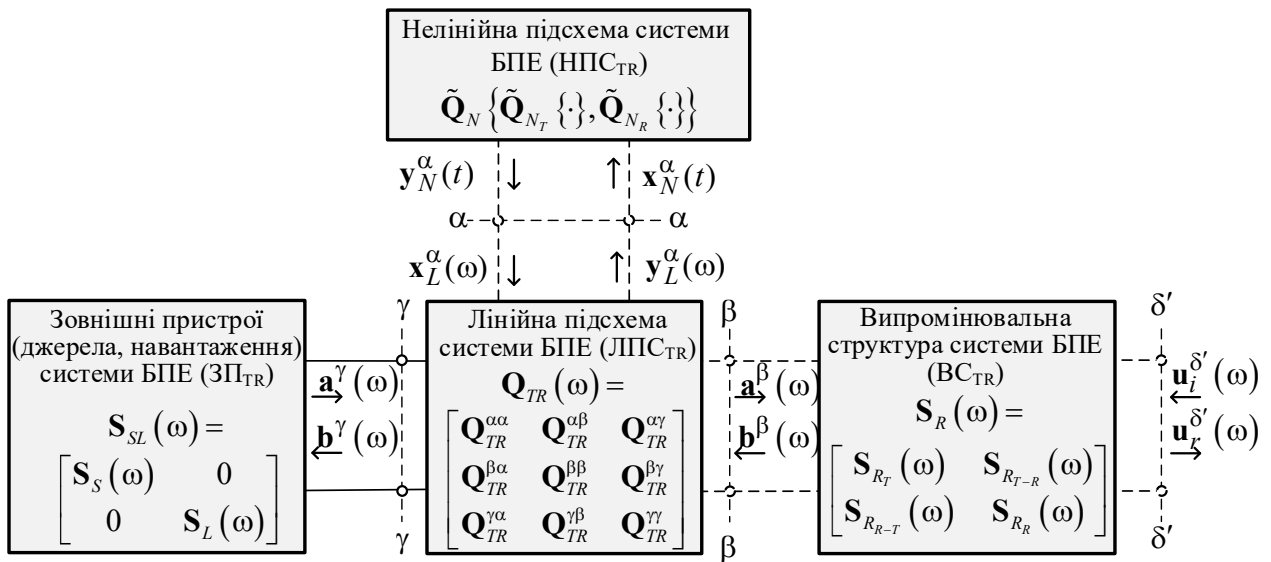 Нелінійна підсхема системи
БПЕ (НПС_TR)
Q̃_N {Q̃_{N_T} {·}, Q̃_{N_R} {·}}
y_N^α(t) ↓ ↑ x_N^α(t)
α α
x_L^α(ω) ↓ ↑ y_L^α(ω)
Зовнішні пристрої
(джерела, навантаження)
системи БПЕ (ЗП_TR)
S_SL(ω) =
[S_S(ω) 0
0 S_L(ω)]
γ
a^γ(ω)
b^γ(ω)
γ
Лінійна підсхема
системи БПЕ (ЛПС_TR)
Q_TR(ω) =
[Q_TR^αα Q_TR^αβ Q_TR^αγ
Q_TR^βα Q_TR^ββ Q_TR^βγ
Q_TR^γα Q_TR^γβ Q_TR^γγ]
β
a^β(ω)
b^β(ω)
β
Випромінювальна
структура системи БПЕ
(ВС_TR)
S_R(ω) =
[S_{R_T}(ω) S_{R_{T−R}}(ω)
S_{R_{R−T}}(ω) S_{R_R}(ω)]
δ′
u_i^δ′(ω)
u_r^δ′(ω)
δ′